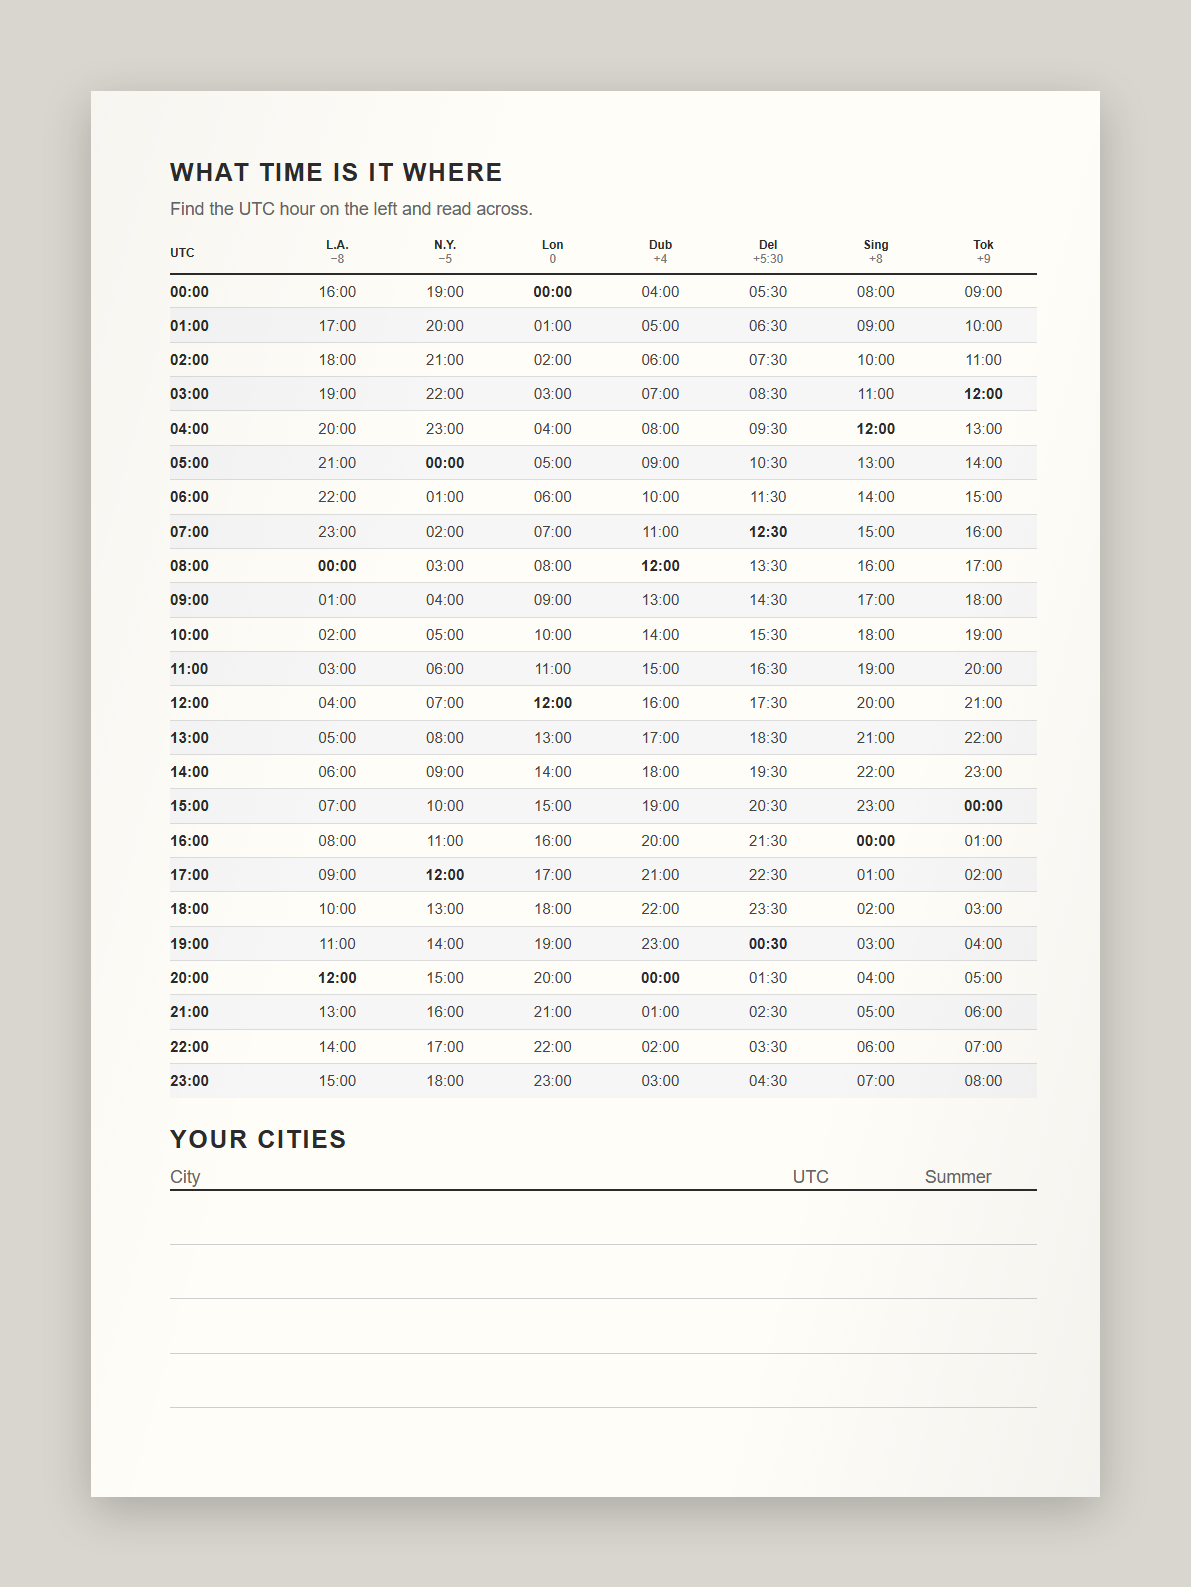 WHAT TIME IS IT WHERE
Find the UTC hour on the left and read across.
UTC L.A. N.Y. Lon Dub Del Sing Tok
−8 −5 0 +4 +5:30 +8 +9
00:00 16:00 19:00 00:00 04:00 05:30 08:00 09:00
01:00 17:00 20:00 01:00 05:00 06:30 09:00 10:00
02:00 18:00 21:00 02:00 06:00 07:30 10:00 11:00
03:00 19:00 22:00 03:00 07:00 08:30 11:00 12:00
04:00 20:00 23:00 04:00 08:00 09:30 12:00 13:00
05:00 21:00 00:00 05:00 09:00 10:30 13:00 14:00
06:00 22:00 01:00 06:00 10:00 11:30 14:00 15:00
07:00 23:00 02:00 07:00 11:00 12:30 15:00 16:00
08:00 00:00 03:00 08:00 12:00 13:30 16:00 17:00
09:00 01:00 04:00 09:00 13:00 14:30 17:00 18:00
10:00 02:00 05:00 10:00 14:00 15:30 18:00 19:00
11:00 03:00 06:00 11:00 15:00 16:30 19:00 20:00
12:00 04:00 07:00 12:00 16:00 17:30 20:00 21:00
13:00 05:00 08:00 13:00 17:00 18:30 21:00 22:00
14:00 06:00 09:00 14:00 18:00 19:30 22:00 23:00
15:00 07:00 10:00 15:00 19:00 20:30 23:00 00:00
16:00 08:00 11:00 16:00 20:00 21:30 00:00 01:00
17:00 09:00 12:00 17:00 21:00 22:30 01:00 02:00
18:00 10:00 13:00 18:00 22:00 23:30 02:00 03:00
19:00 11:00 14:00 19:00 23:00 00:30 03:00 04:00
20:00 12:00 15:00 20:00 00:00 01:30 04:00 05:00
21:00 13:00 16:00 21:00 01:00 02:30 05:00 06:00
22:00 14:00 17:00 22:00 02:00 03:30 06:00 07:00
23:00 15:00 18:00 23:00 03:00 04:30 07:00 08:00
YOUR CITIES
City UTC Summer